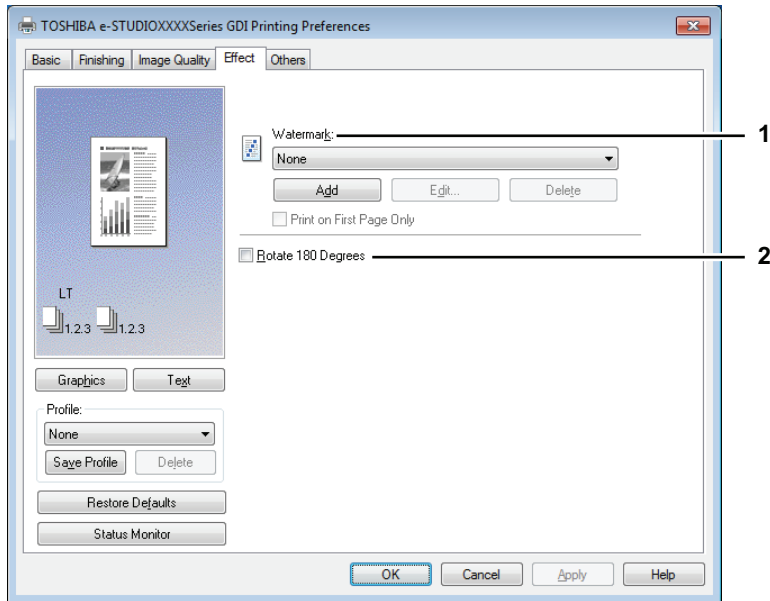 TOSHIBA e-STUDIOXXXXSeries GDI Printing Preferences
Basic Finishing Image Quality Effect Others
Watermark: 1
None
Add Edit... Delete
Print on First Page Only
Rotate 180 Degrees 2
LT
1.2.3 1.2.3
Graphics Text
Profile:
None
Save Profile Delete
Restore Defaults
Status Monitor
OK Cancel Apply Help